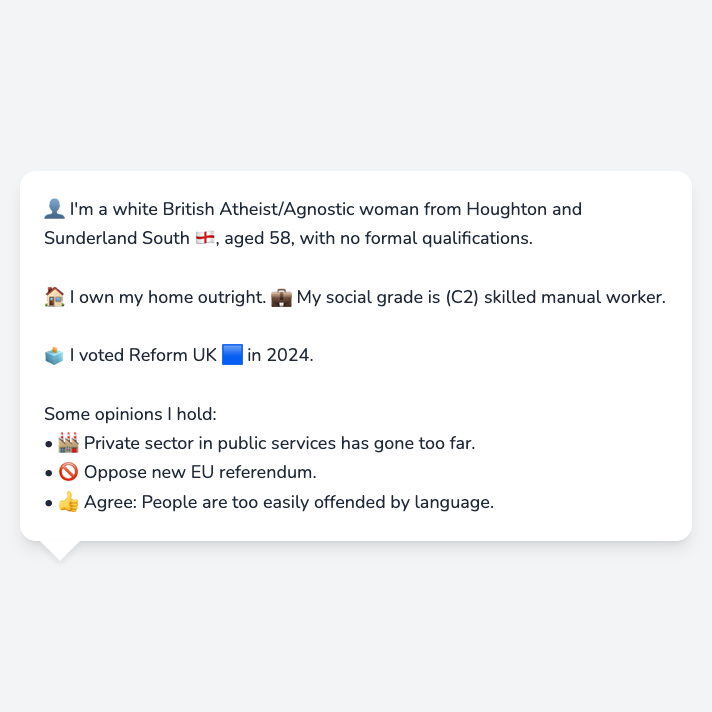 👤 I'm a white British Atheist/Agnostic woman from Houghton and
Sunderland South 🏴󠁧󠁢󠁥󠁮󠁧󠁿, aged 58, with no formal qualifications.
🏠 I own my home outright. 💼 My social grade is (C2) skilled manual worker.
🗳️ I voted Reform UK 🟦 in 2024.
Some opinions I hold:
• 🏭 Private sector in public services has gone too far.
• 🚫 Oppose new EU referendum.
• 👍 Agree: People are too easily offended by language.